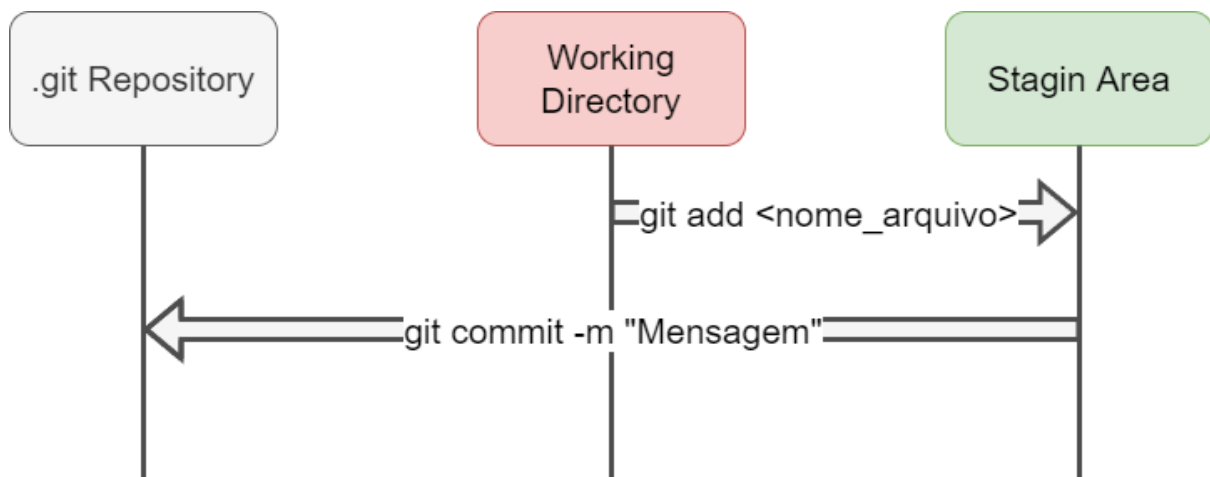 .git Repository
Working
Directory
Stagin Area
git add <nome_arquivo>
git commit -m "Mensagem"